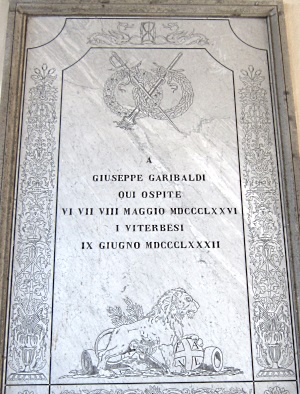 A
GIUSEPPE GARIBALDI
QUI OSPITE
VI VII VIII MAGGIO MDCCCLXXVI
I VITERBESI
IX GIUGNO MDCCCLXXXII